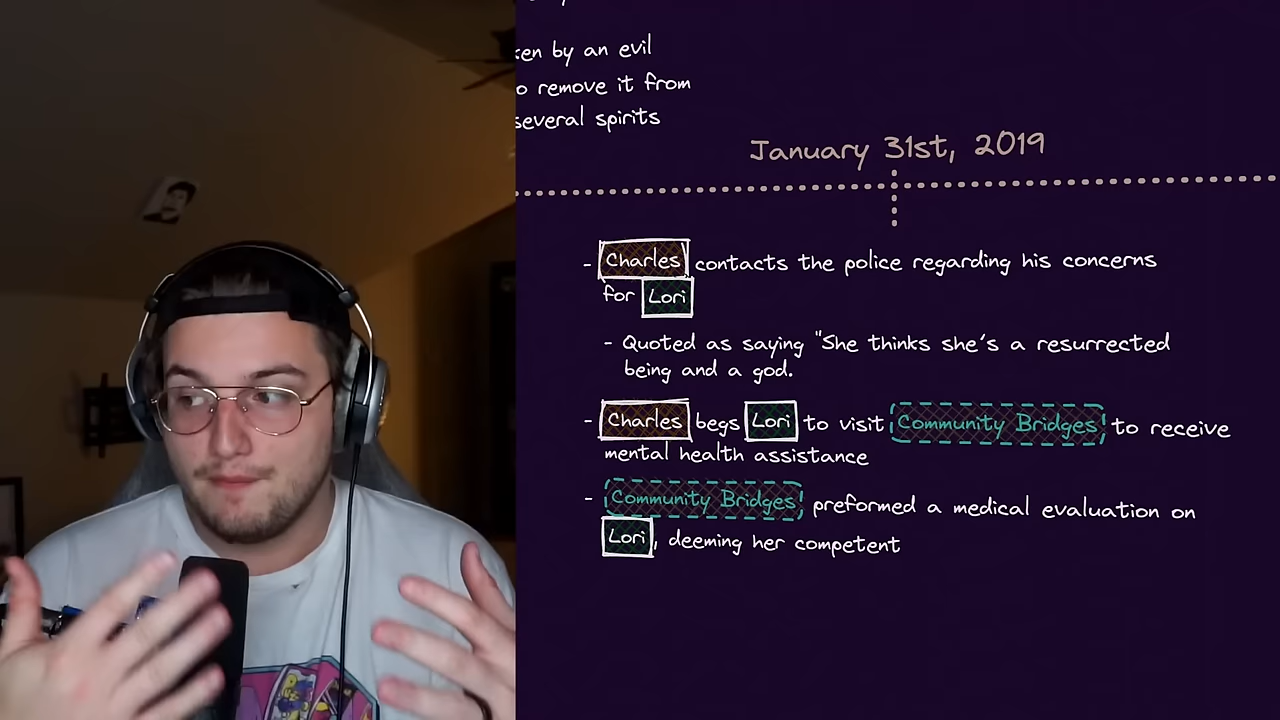 ken by an evil
o remove it from
several spirits
January 31st, 2019
- Charles contacts the police regarding his concerns
for Lori
- Quoted as saying "She thinks she's a resurrected
being and a god.
- Charles begs Lori to visit Community Bridges to receive
mental health assistance
- Community Bridges preformed a medical evaluation on
Lori, deeming her competent